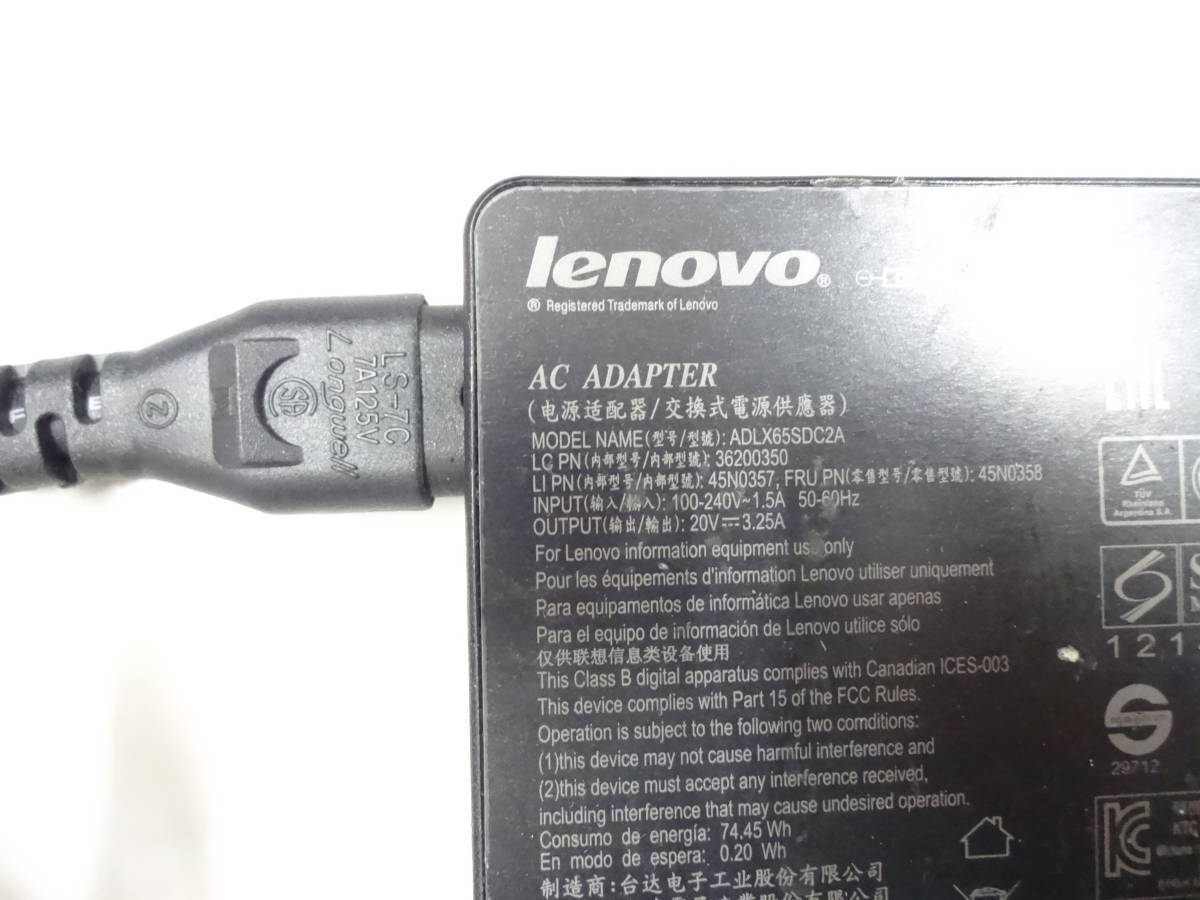 lenovo®
® Registered Trademark of Lenovo
AC ADAPTER
(电源适配器/交換式電源供應器)
MODEL NAME(型号/型號): ADLX65SDC2A
LC PN(内部型号/内部型號): 36200350
LI PN(内部型号/内部型號): 45N0357, FRU PN(零售型号/零售型號): 45N0358
INPUT(输入/輸入): 100-240V~1.5A 50-60Hz
OUTPUT(输出/輸出): 20V⎓3.25A
For Lenovo information equipment use only
Pour les équipements d'information Lenovo utiliser uniquement
Para equipamentos de informática Lenovo usar apenas
Para el equipo de información de Lenovo utilice sólo
仅供联想信息类设备使用
This Class B digital apparatus complies with Canadian ICES-003
This device complies with Part 15 of the FCC Rules.
Operation is subject to the following two comditions:
(1)this device may not cause harmful interference and
(2)this device must accept any interference received,
including interference that may cause undesired operation.
Consumo de energía: 74.45 Wh
En modo de espera: 0.20 Wh
制造商:台达电子工业股份有限公司
LS-7C
7A125V
Longwell
②
EAC
TÜV
Rheinland
Argentina S.A.
121
29712